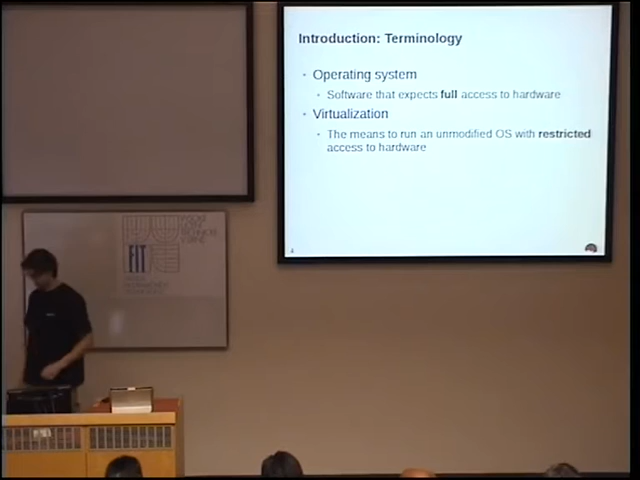 Introduction: Terminology
Operating system
Software that expects full access to hardware
Virtualization
The means to run an unmodified OS with restricted
access to hardware
4
FIT